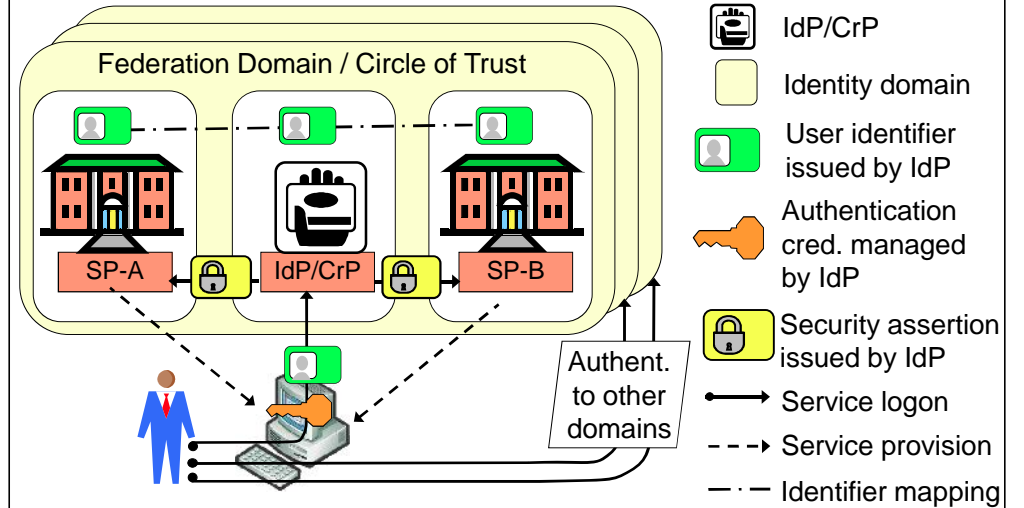 Federation Domain / Circle of Trust
SP-A
IdP/CrP
SP-B
Authent.
to other
domains
IdP/CrP
Identity domain
User identifier
issued by IdP
Authentication
cred. managed
by IdP
Security assertion
issued by IdP
Service logon
Service provision
Identifier mapping